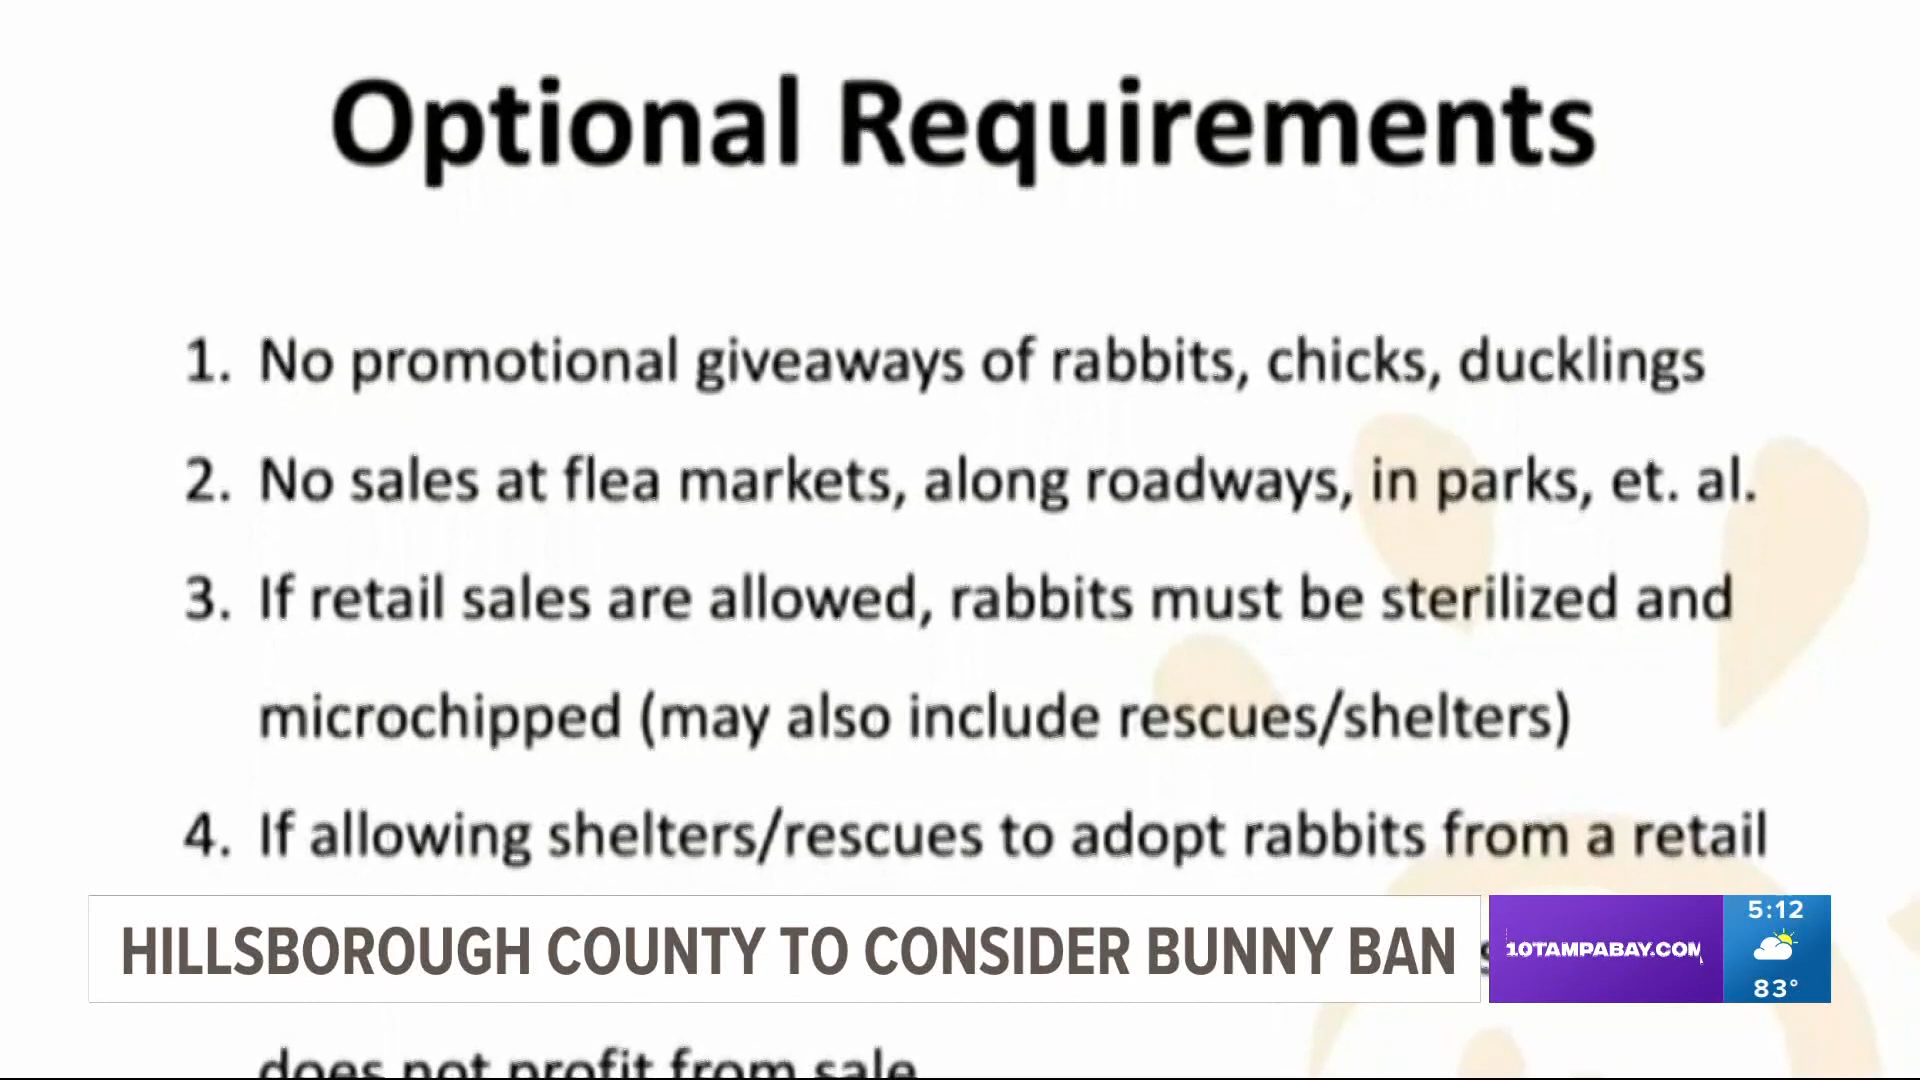 Optional Requirements
1. No promotional giveaways of rabbits, chicks, ducklings
2. No sales at flea markets, along roadways, in parks, et. al.
3. If retail sales are allowed, rabbits must be sterilized and
microchipped (may also include rescues/shelters)
4. If allowing shelters/rescues to adopt rabbits from a retail
HILLSBOROUGH COUNTY TO CONSIDER BUNNY BAN
10TAMPABAY.COM
5:12
83°
does not profit from sale